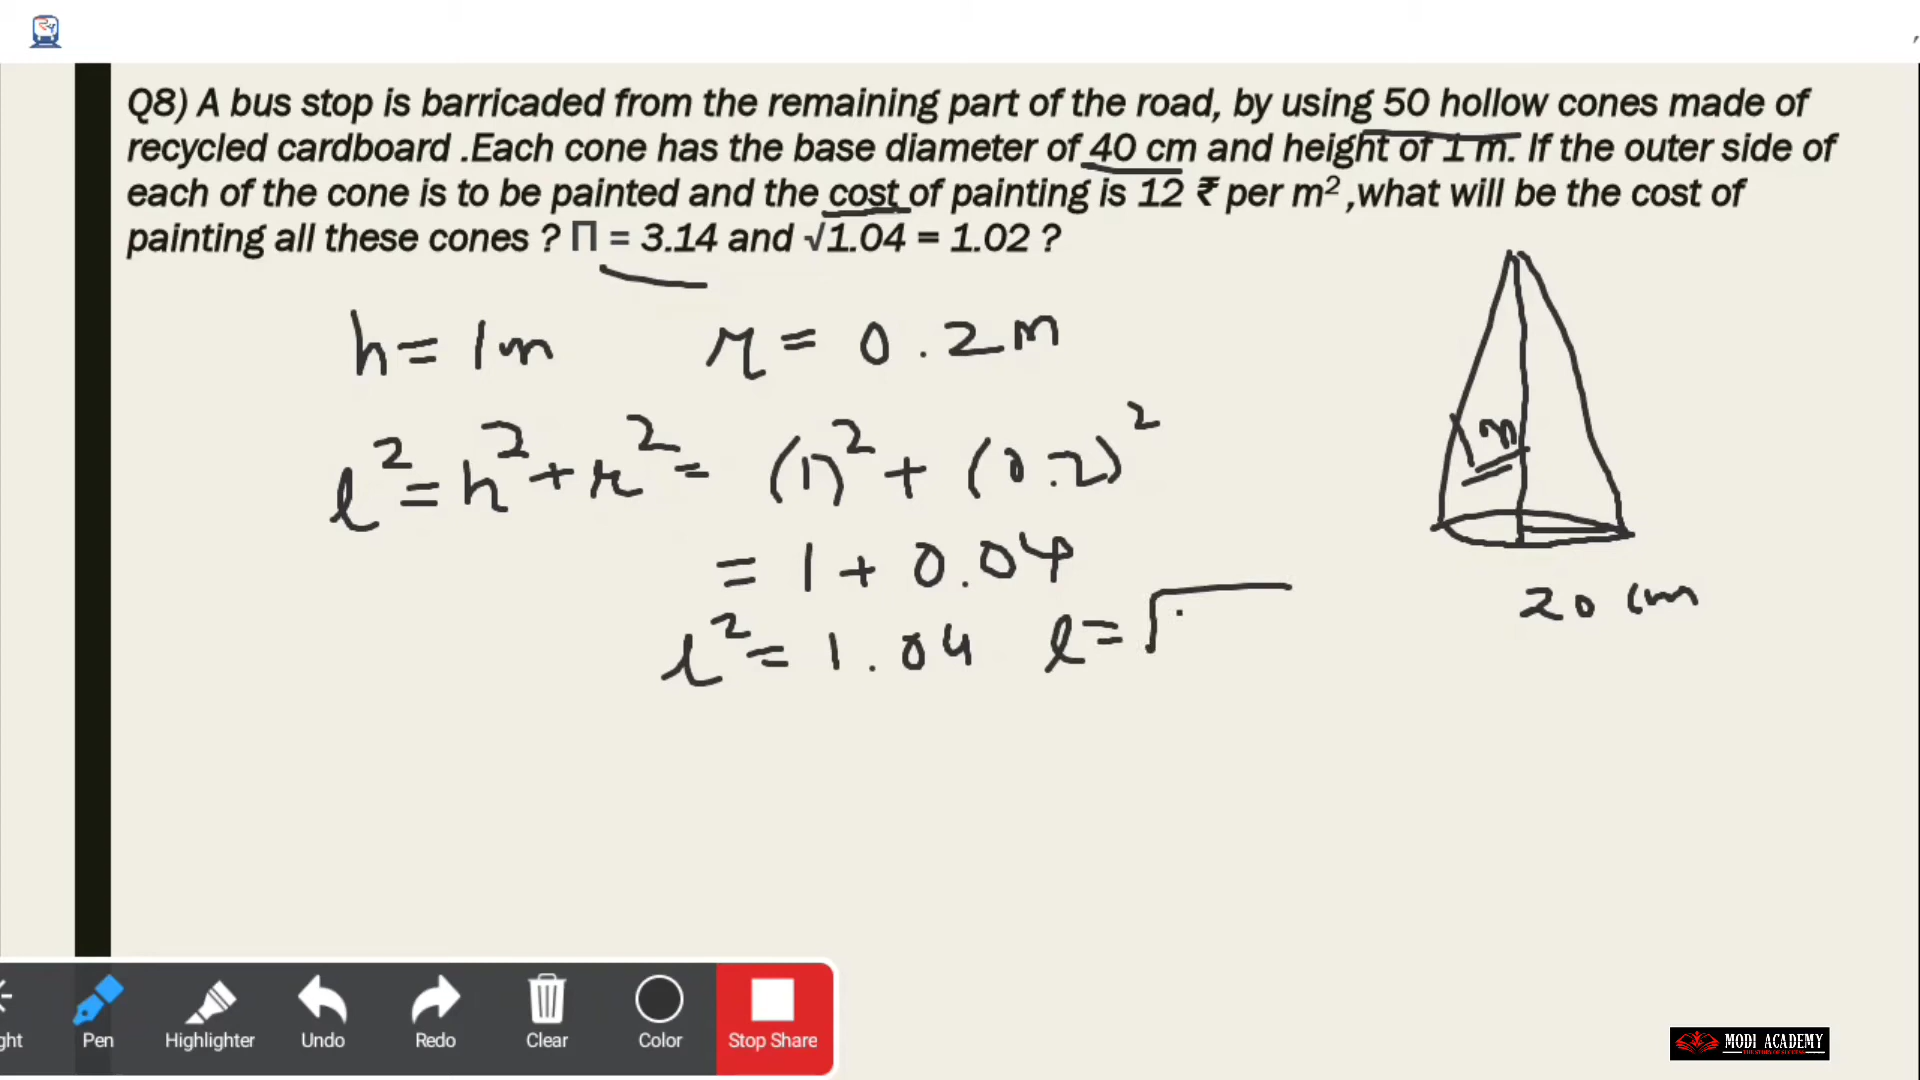 Q8) A bus stop is barricaded from the remaining part of the road, by using 50 hollow cones made of
recycled cardboard .Each cone has the base diameter of 40 cm and height of 1 m. If the outer side of
each of the cone is to be painted and the cost of painting is 12 ₹ per m² ,what will be the cost of
painting all these cones ? Π = 3.14 and √1.04 = 1.02 ?
h = 1m r = 0.2m
l² = h² + r² = (1)² + (0.2)²
= 1 + 0.04
l² = 1.04 l = √
1m
20 cm
ght Pen Highlighter Undo Redo Clear Color Stop Share
MODI ACADEMY